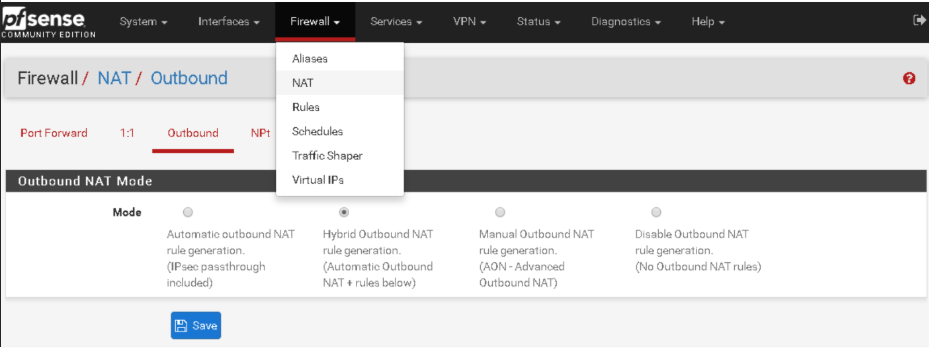 pfsense
COMMUNITY EDITION
System Interfaces Firewall Services VPN Status Diagnostics Help
Aliases
NAT
Rules
Schedules
Traffic Shaper
Virtual IPs
Firewall / NAT / Outbound
Port Forward 1:1 Outbound NPt
Outbound NAT Mode
Mode
Automatic outbound NAT
rule generation.
(IPsec passthrough
included)
Hybrid Outbound NAT
rule generation.
(Automatic Outbound
NAT + rules below)
Manual Outbound NAT
rule generation.
(AON - Advanced
Outbound NAT)
Disable Outbound NAT
rule generation.
(No Outbound NAT rules)
Save